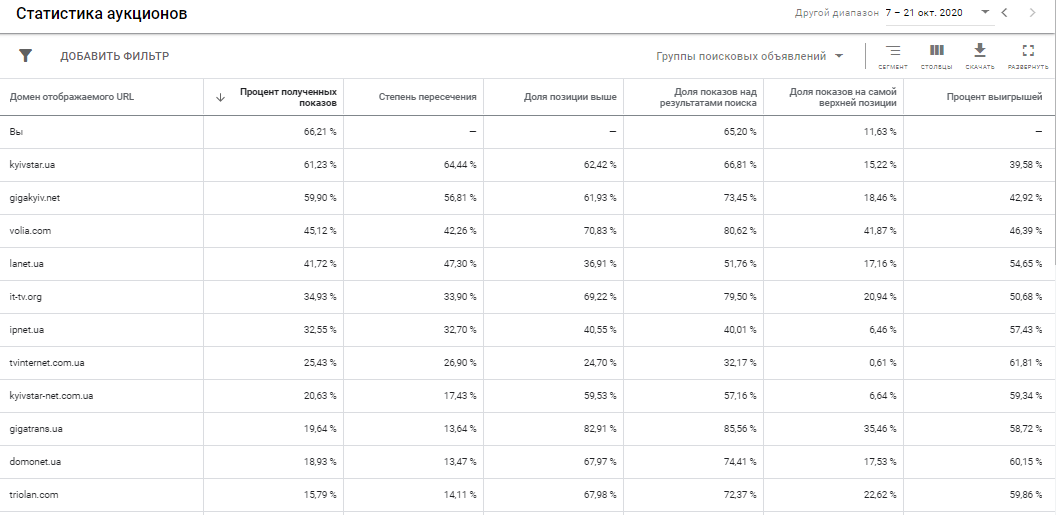 Статистика аукционов
Другой диапазон 7 – 21 окт. 2020
ДОБАВИТЬ ФИЛЬТР
Группы поисковых объявлений
СЕГМЕНТ
СТОЛБЦЫ
СКАЧАТЬ
РАЗВЕРНУТЬ
Домен отображаемого URL
Процент полученных
показов
Степень пересечения
Доля позиции выше
Доля показов над
результатами поиска
Доля показов на самой
верхней позиции
Процент выигрышей
Вы 66,21 % — — 65,20 % 11,63 % —
kyivstar.ua 61,23 % 64,44 % 62,42 % 66,81 % 15,22 % 39,58 %
gigakyiv.net 59,90 % 56,81 % 61,93 % 73,45 % 18,46 % 42,92 %
volia.com 45,12 % 42,26 % 70,83 % 80,62 % 41,87 % 46,39 %
lanet.ua 41,72 % 47,30 % 36,91 % 51,76 % 17,16 % 54,65 %
it-tv.org 34,93 % 33,90 % 69,22 % 79,50 % 20,94 % 50,68 %
ipnet.ua 32,55 % 32,70 % 40,55 % 40,01 % 6,46 % 57,43 %
tvinternet.com.ua 25,43 % 26,90 % 24,70 % 32,17 % 0,61 % 61,81 %
kyivstar-net.com.ua 20,63 % 17,43 % 59,53 % 57,16 % 6,64 % 59,34 %
gigatrans.ua 19,64 % 13,64 % 82,91 % 85,56 % 35,46 % 58,72 %
domonet.ua 18,93 % 13,47 % 67,97 % 74,41 % 17,53 % 60,15 %
triolan.com 15,79 % 14,11 % 67,98 % 72,37 % 22,62 % 59,86 %